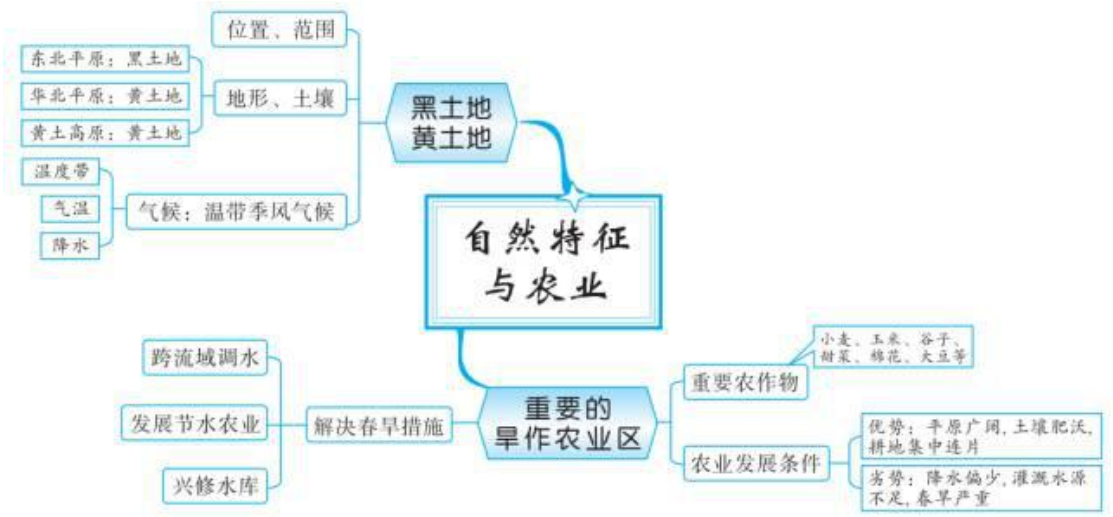 位置、范围
东北平原：黑土地
华北平原：黄土地
黄土高原：黄土地
地形、土壤
黑土地
黄土地
温度带
气温
降水
气候：温带季风气候
自然特征
与农业
跨流域调水
发展节水农业
兴修水库
解决春旱措施
重要的
旱作农业区
小麦、玉米、谷子、
甜菜、棉花、大豆等
重要农作物
农业发展条件
优势：平原广阔,土壤肥沃,
耕地集中连片
劣势：降水偏少,灌溉水源
不足,春旱严重